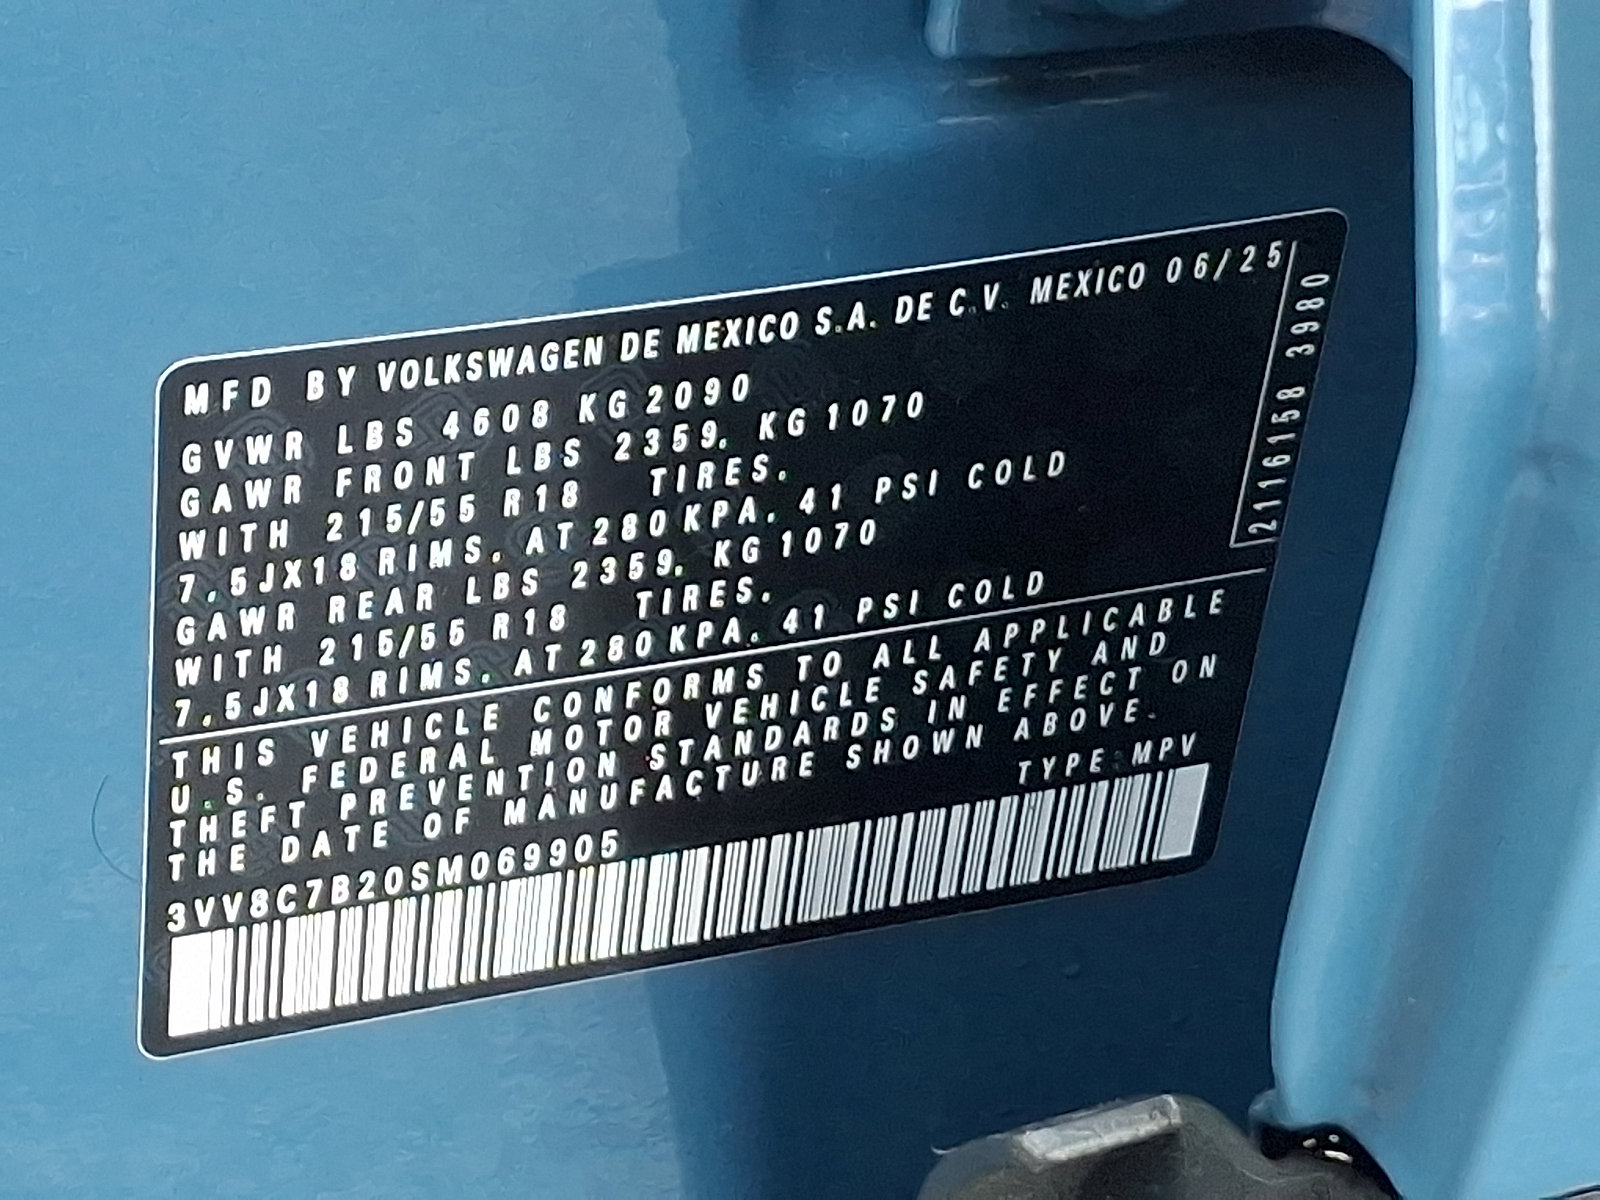 MFD BY VOLKSWAGEN DE MEXICO S.A. DE C.V. MEXICO 06/25
GVWR LBS 4608 KG 2090
GAWR FRONT LBS 2359. KG 1070
WITH 215/55 R18 TIRES.
7.5JX18 RIMS. AT 280 KPA. 41 PSI COLD
GAWR REAR LBS 2359. KG 1070
WITH 215/55 R18 TIRES.
7.5JX18 RIMS. AT 280 KPA. 41 PSI COLD
THIS VEHICLE CONFORMS TO ALL APPLICABLE
U.S. FEDERAL MOTOR VEHICLE SAFETY AND
THEFT PREVENTION STANDARDS IN EFFECT ON
THE DATE OF MANUFACTURE SHOWN ABOVE.
TYPE: MPV
3VV8C7B20SM069905
2116158 3980